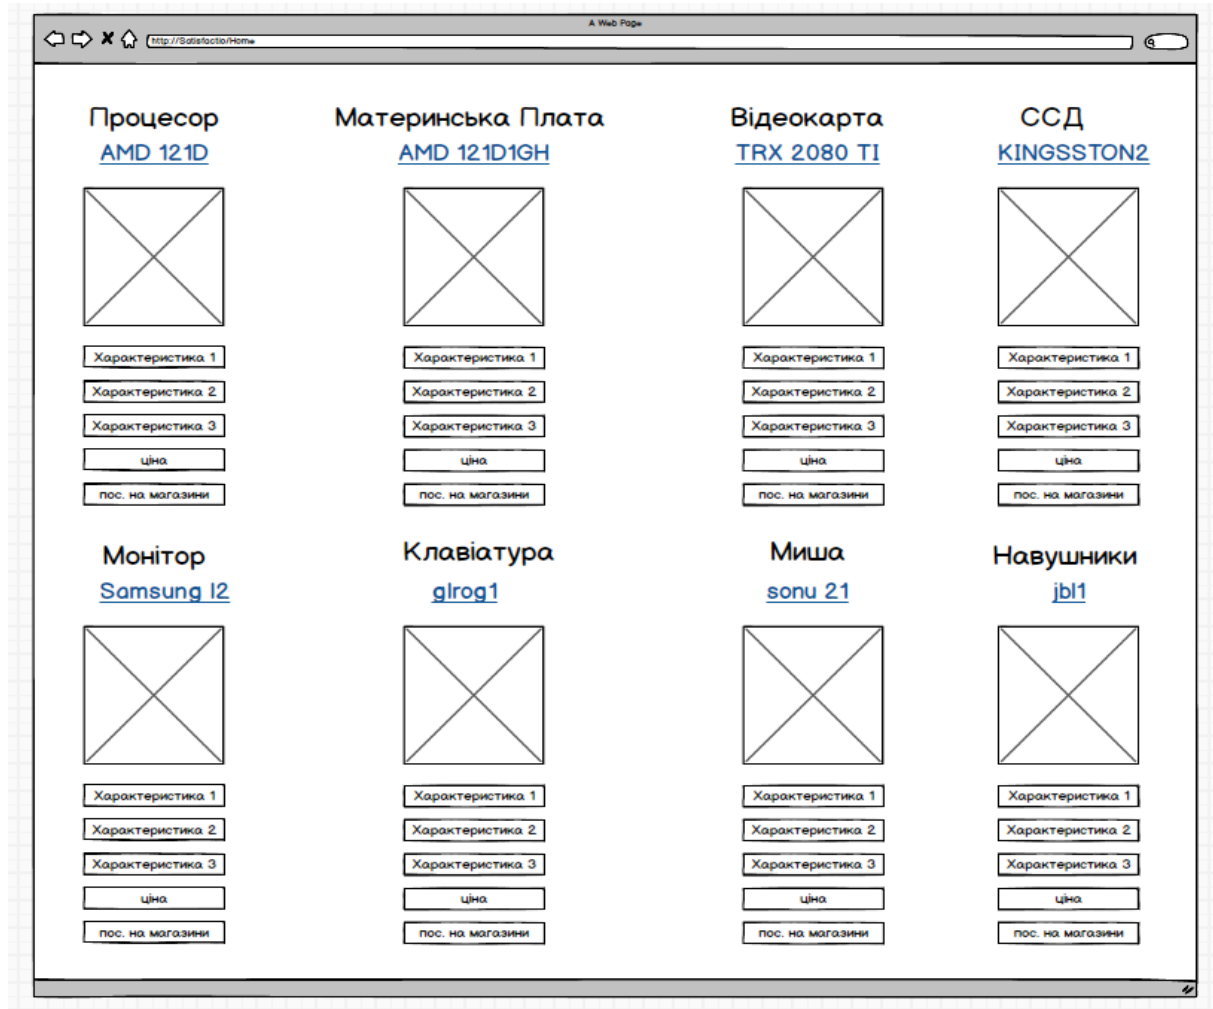 A Web Page
http://Satisfactio/Home
Процесор Материнська Плата Відеокарта ССД
AMD 121D AMD 121D1GH TRX 2080 TI KINGSSTON2
Характеристика 1 Характеристика 1 Характеристика 1 Характеристика 1
Характеристика 2 Характеристика 2 Характеристика 2 Характеристика 2
Характеристика 3 Характеристика 3 Характеристика 3 Характеристика 3
ціна ціна ціна ціна
пос. на магазини пос. на магазини пос. на магазини пос. на магазини
Монітор Клавіатура Миша Навушники
Samsung l2 glrog1 sonu 21 jbl1
Характеристика 1 Характеристика 1 Характеристика 1 Характеристика 1
Характеристика 2 Характеристика 2 Характеристика 2 Характеристика 2
Характеристика 3 Характеристика 3 Характеристика 3 Характеристика 3
ціна ціна ціна ціна
пос. на магазини пос. на магазини пос. на магазини пос. на магазини